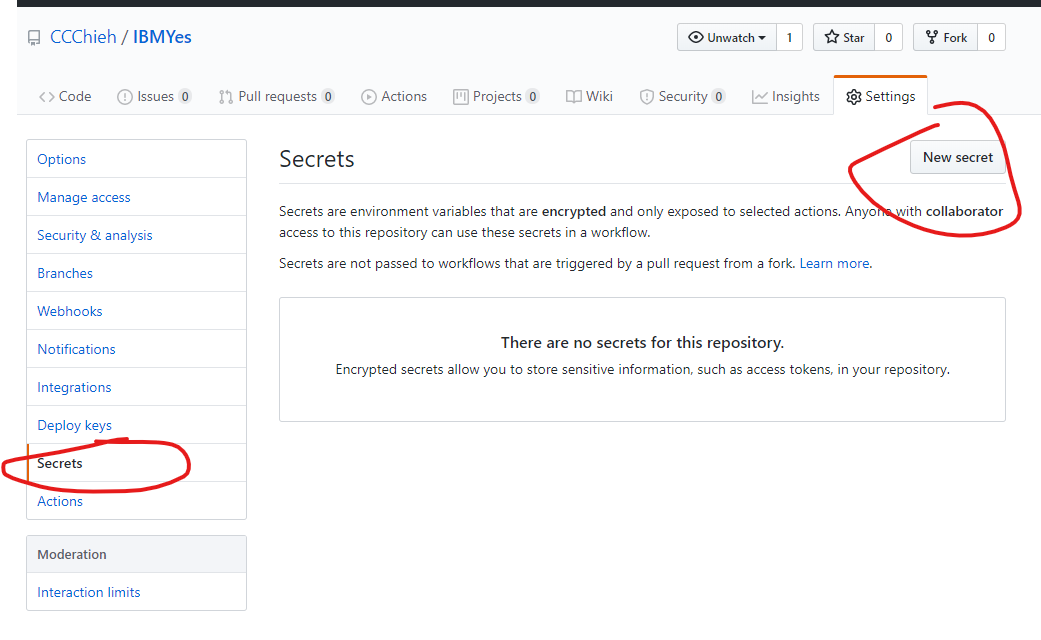 CCChieh / IBMYes
Unwatch 1 Star 0 Fork 0
Code Issues 0 Pull requests 0 Actions Projects 0 Wiki Security 0 Insights Settings
Options
Manage access
Security & analysis
Branches
Webhooks
Notifications
Integrations
Deploy keys
Secrets
Actions
Moderation
Interaction limits
Secrets
New secret
Secrets are environment variables that are encrypted and only exposed to selected actions. Anyone with collaborator
access to this repository can use these secrets in a workflow.
Secrets are not passed to workflows that are triggered by a pull request from a fork. Learn more.
There are no secrets for this repository.
Encrypted secrets allow you to store sensitive information, such as access tokens, in your repository.